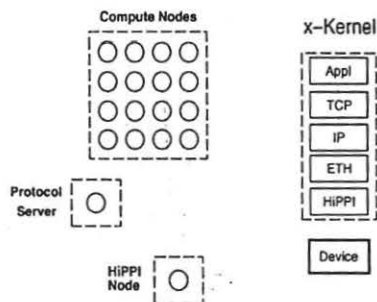 Compute Nodes
x-Kernel
Appl
TCP
IP
ETH
HiPPI
Protocol
Server
Device
HiPPI
Node